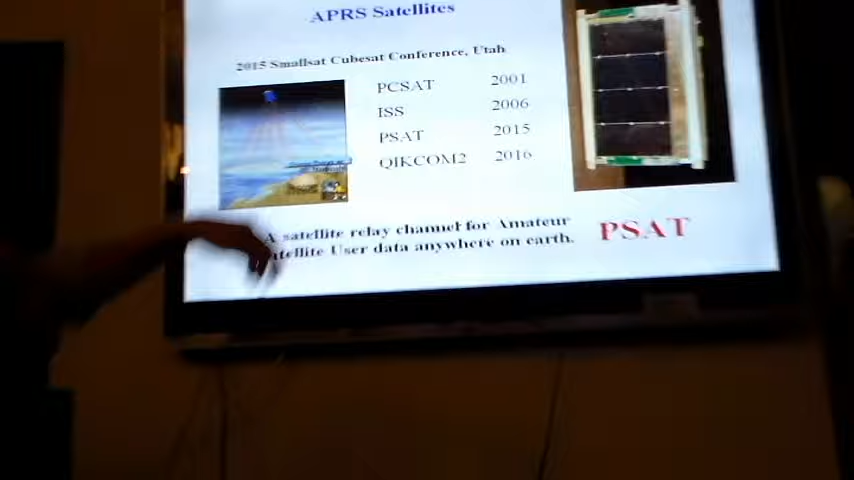 APRS Satellites
2015 Smallsat Cubesat Conference, Utah
PCSAT 2001
ISS 2006
PSAT 2015
QIKCOM2 2016
A satellite relay channel for Amateur
User data anywhere on earth.
PSAT